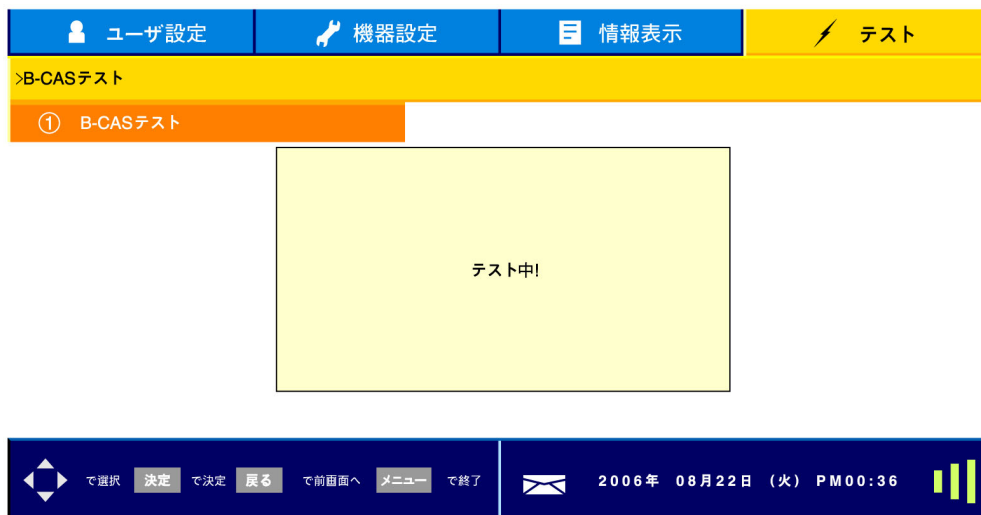 ユーザ設定 機器設定 情報表示 テスト
>B-CASテスト
① B-CASテスト
テスト中!
で選択 決定 で決定 戻る で前画面へ メニュー で終了 2006年 08月22日 (火) PM00:36